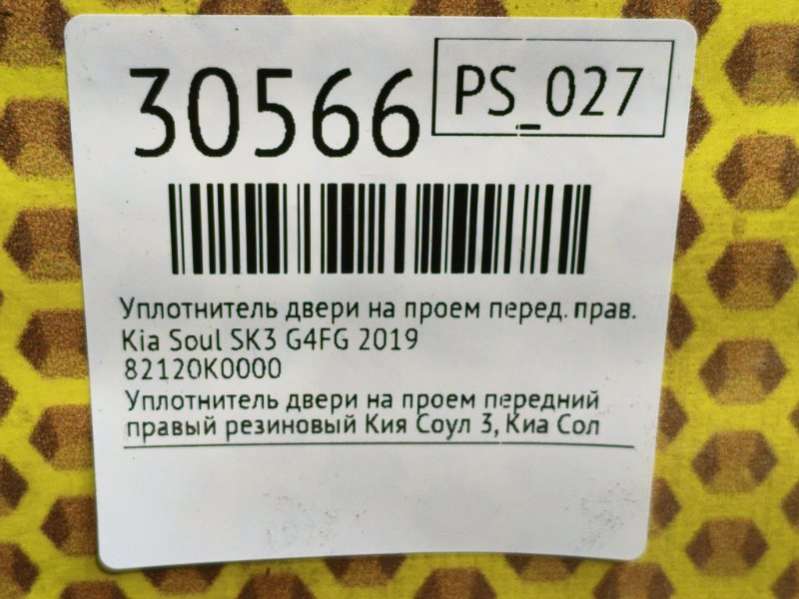 30566
PS_027
Уплотнитель двери на проем перед. прав.
Kia Soul SK3 G4FG 2019
82120K0000
Уплотнитель двери на проем передний
правый резиновый Кия Соул 3, Киа Сол